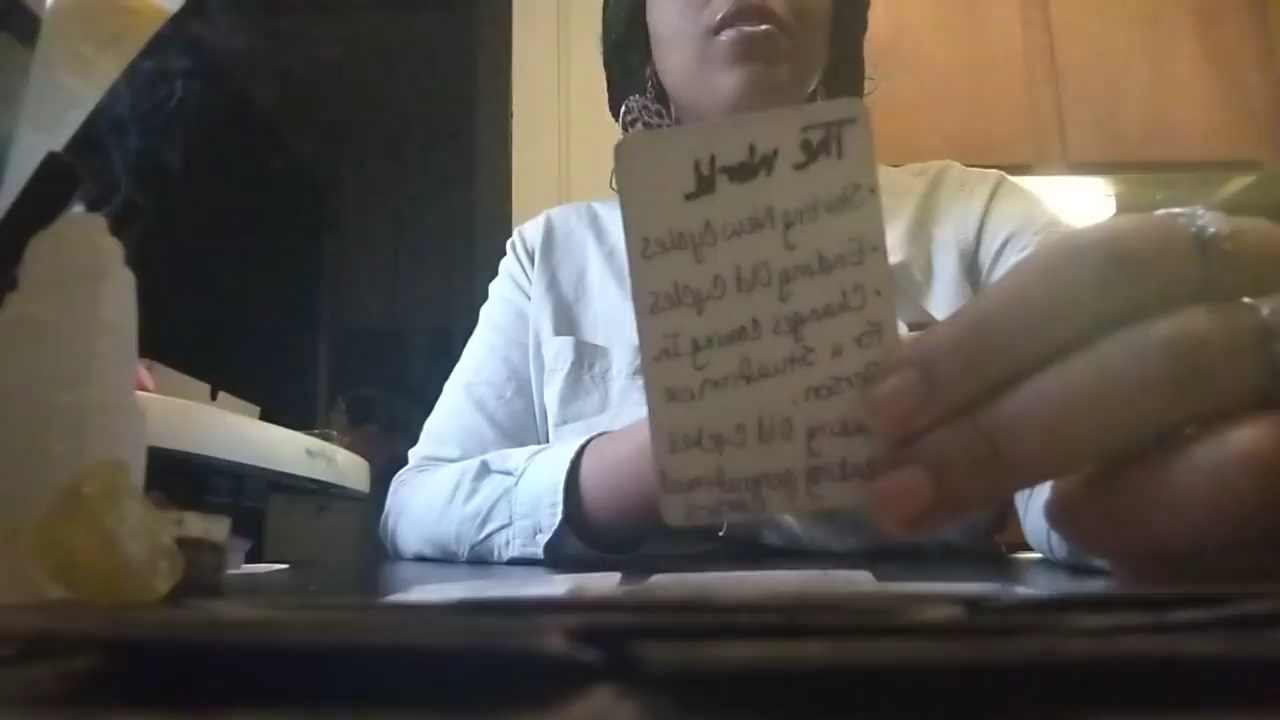 The World
• Starting New Cycles
• Ending Old Cycles
• Changes Coming In
For a Situation or
Person.
Old Cycles